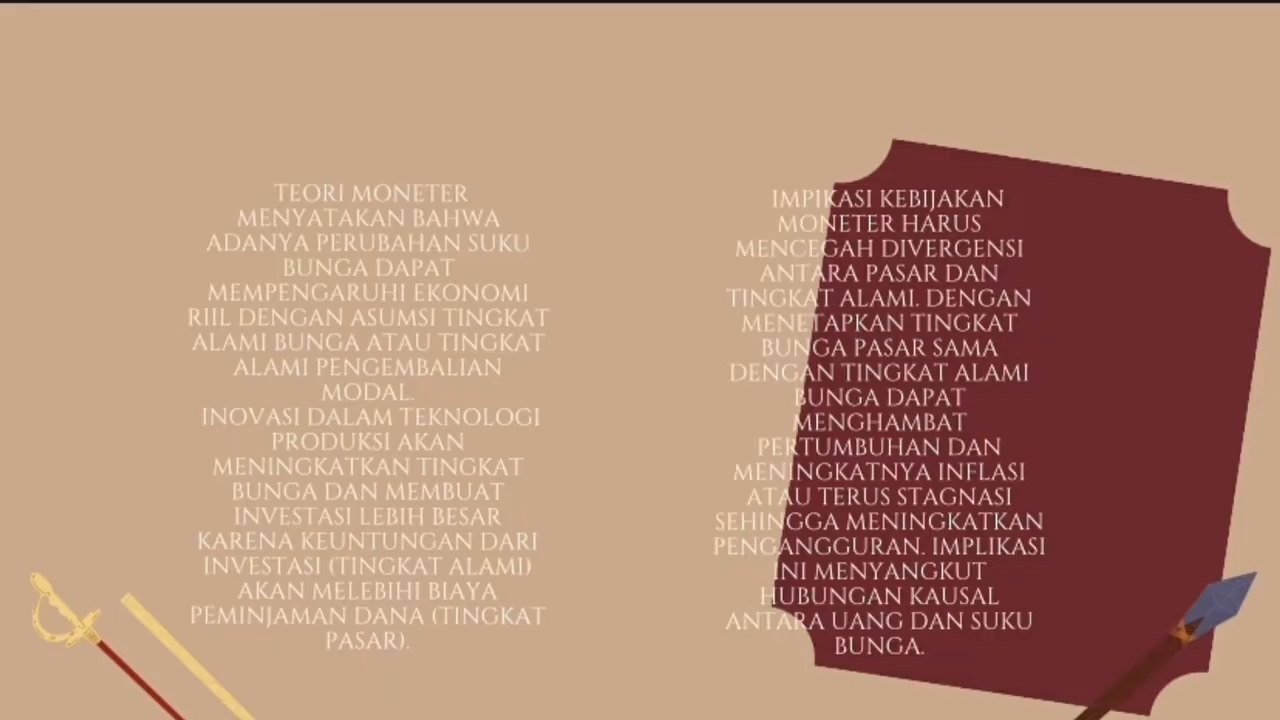 TEORI MONETER
MENYATAKAN BAHWA
ADANYA PERUBAHAN SUKU
BUNGA DAPAT
MEMPENGARUHI EKONOMI
RIIL DENGAN ASUMSI TINGKAT
ALAMI BUNGA ATAU TINGKAT
ALAMI PENGEMBALIAN
MODAL.
INOVASI DALAM TEKNOLOGI
PRODUKSI AKAN
MENINGKATKAN TINGKAT
BUNGA DAN MEMBUAT
INVESTASI LEBIH BESAR
KARENA KEUNTUNGAN DARI
INVESTASI (TINGKAT ALAMI)
AKAN MELEBIHI BIAYA
PEMINJAMAN DANA (TINGKAT
PASAR).
IMPIKASI KEBIJAKAN
MONETER HARUS
MENCEGAH DIVERGENSI
ANTARA PASAR DAN
TINGKAT ALAMI. DENGAN
MENETAPKAN TINGKAT
BUNGA PASAR SAMA
DENGAN TINGKAT ALAMI
BUNGA DAPAT
MENGHAMBAT
PERTUMBUHAN DAN
MENINGKATNYA INFLASI
ATAU TERUS STAGNASI
SEHINGGA MENINGKATKAN
PENGANGGURAN. IMPLIKASI
INI MENYANGKUT
HUBUNGAN KAUSAL
ANTARA UANG DAN SUKU
BUNGA.